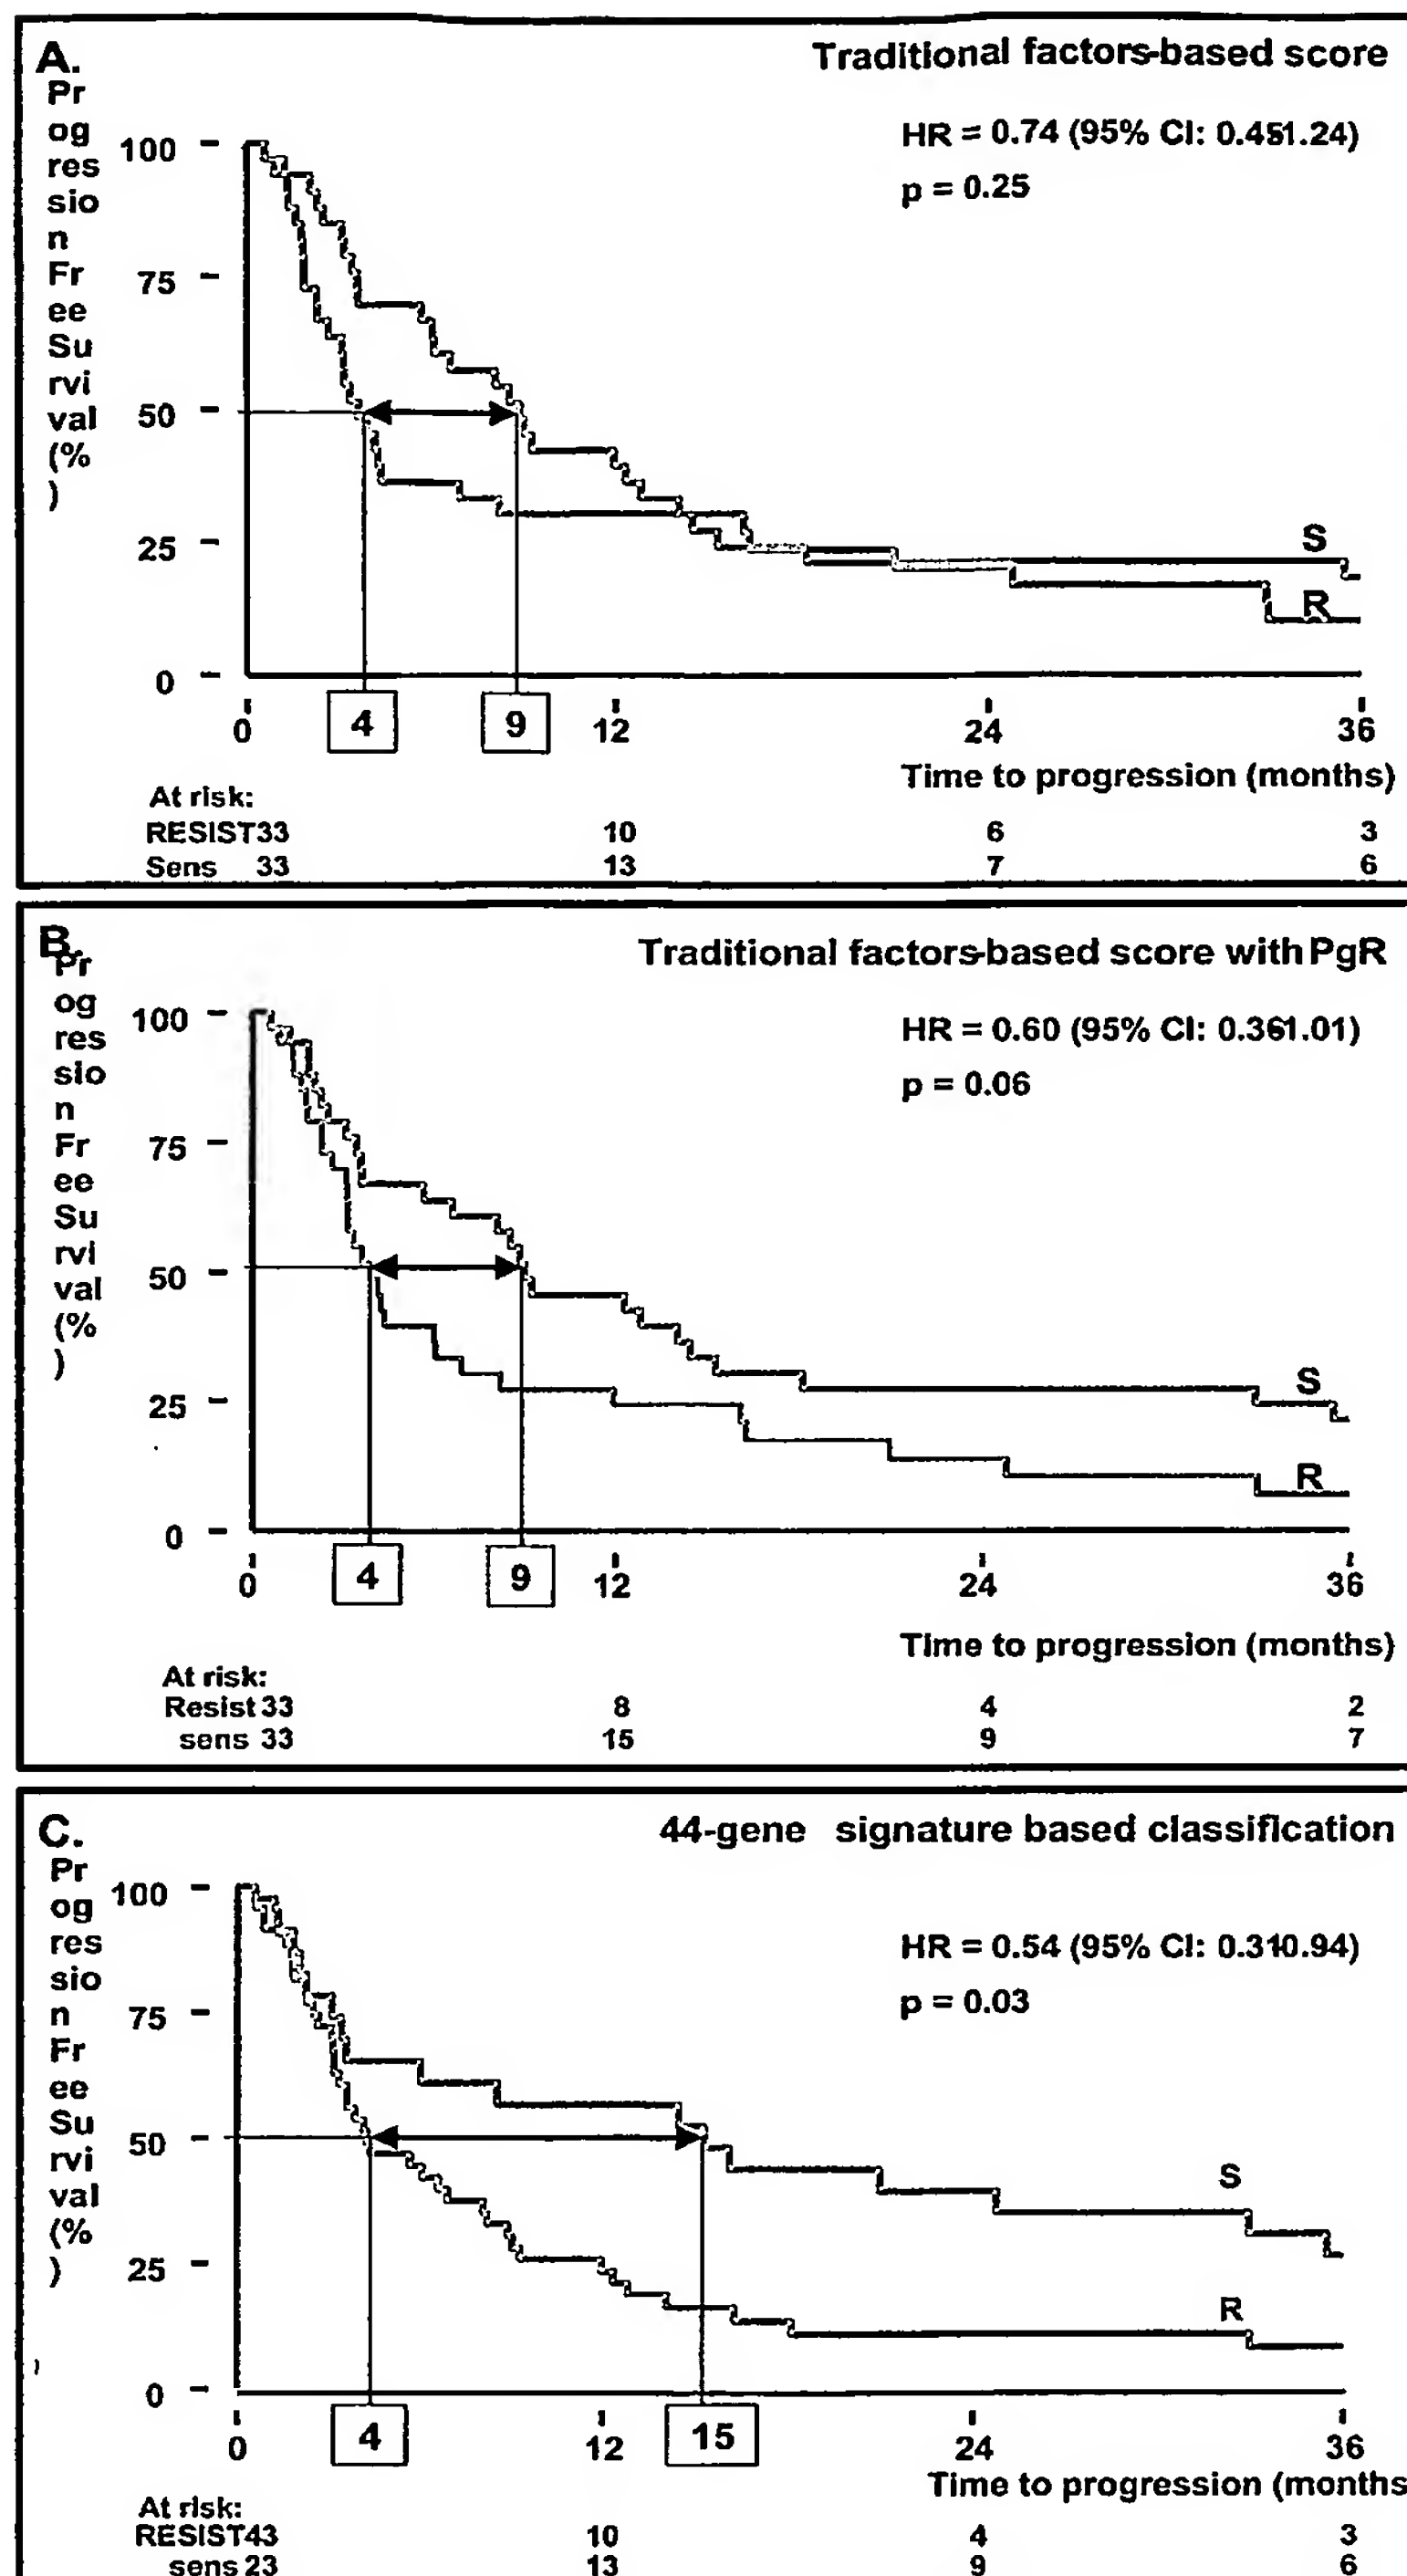 A.
Traditional factors-based score
Pr
og
res
sio
n
Fr
ee
Su
rvi
val
(%
)
HR = 0.74 (95% CI: 0.451.24)
p = 0.25
100
75
50
25
0
S
R
0 4 9 12 24 36
Time to progression (months)
At risk:
RESIST33 10 6 3
Sens 33 13 7 6
B.
Traditional factors-based score with PgR
Pr
og
res
sio
n
Fr
ee
Su
rvi
val
(%
)
HR = 0.60 (95% CI: 0.361.01)
p = 0.06
100
75
50
25
0
S
R
0 4 9 12 24 36
Time to progression (months)
At risk:
Resist 33 8 4 2
sens 33 15 9 7
C.
44-gene signature based classification
Pr
og
res
sio
n
Fr
ee
Su
rvi
val
(%
)
HR = 0.54 (95% CI: 0.310.94)
p = 0.03
100
75
50
25
0
S
R
0 4 12 15 24 36
Time to progression (months
At risk:
RESIST43 10 4 3
sens 23 13 9 6